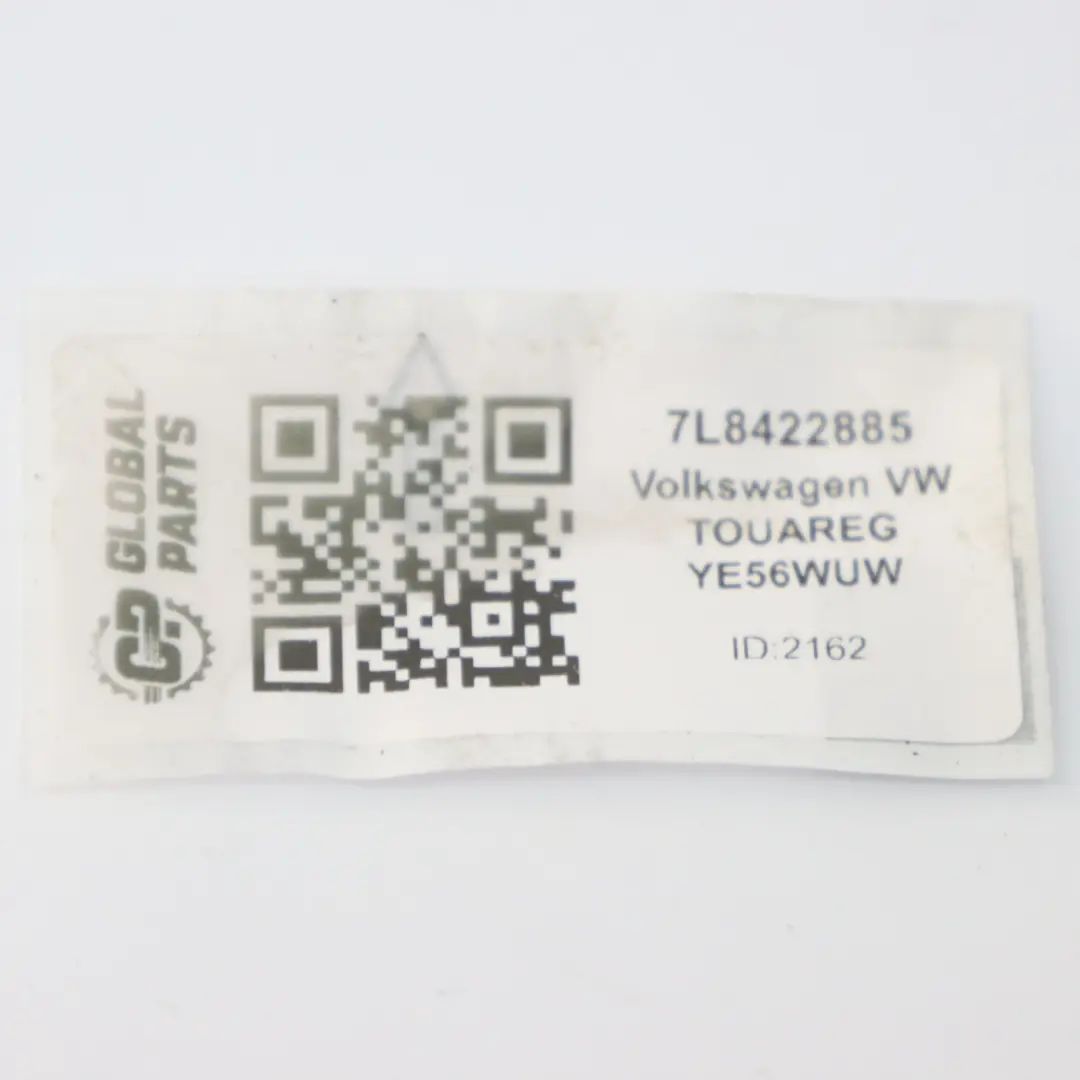 GLOBAL
PARTS
7L8422885
Volkswagen VW
TOUAREG
YE56WUW
ID:2162